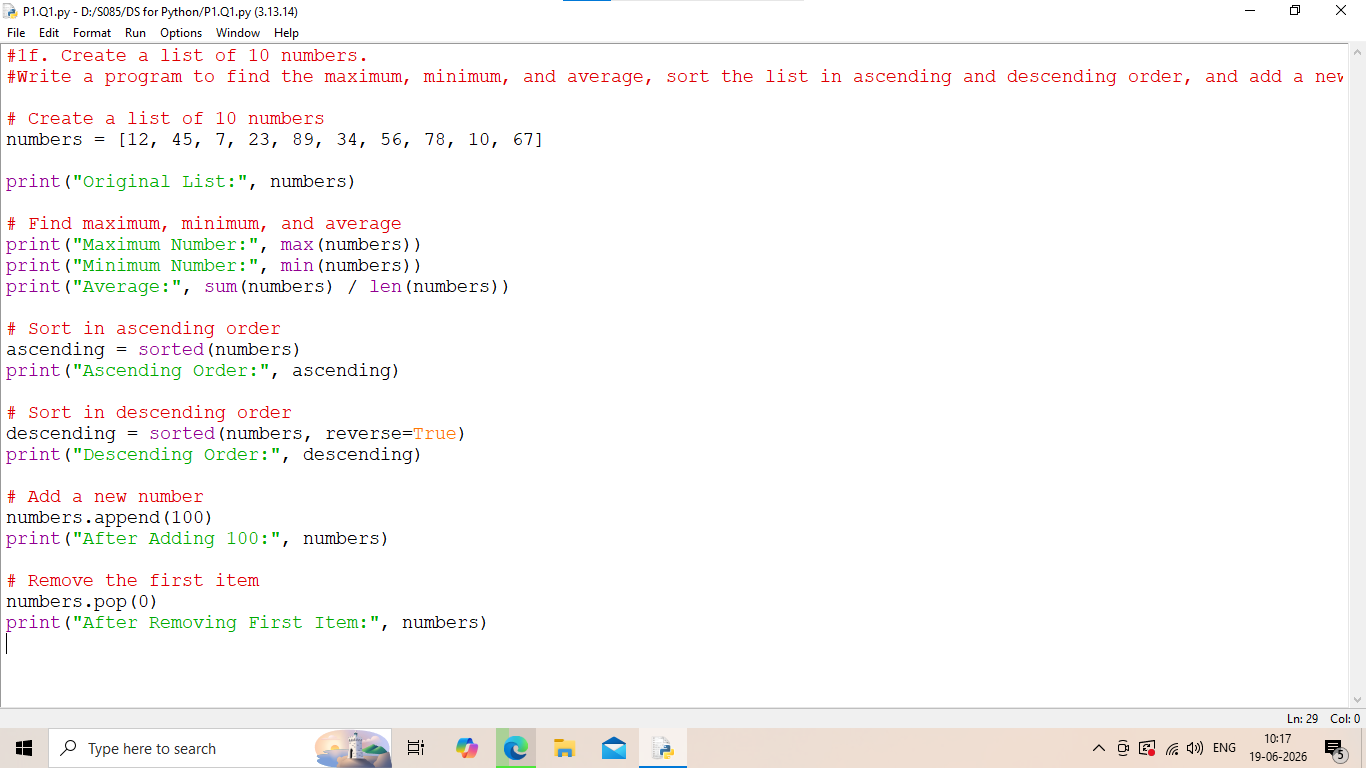 P1.Q1.py - D:/S085/DS for Python/P1.Q1.py (3.13.14)
File Edit Format Run Options Window Help
#1f. Create a list of 10 numbers.
#Write a program to find the maximum, minimum, and average, sort the list in ascending and descending order, and add a new
# Create a list of 10 numbers
numbers = [12, 45, 7, 23, 89, 34, 56, 78, 10, 67]
print("Original List:", numbers)
# Find maximum, minimum, and average
print("Maximum Number:", max(numbers))
print("Minimum Number:", min(numbers))
print("Average:", sum(numbers) / len(numbers))
# Sort in ascending order
ascending = sorted(numbers)
print("Ascending Order:", ascending)
# Sort in descending order
descending = sorted(numbers, reverse=True)
print("Descending Order:", descending)
# Add a new number
numbers.append(100)
print("After Adding 100:", numbers)
# Remove the first item
numbers.pop(0)
print("After Removing First Item:", numbers)
Ln: 29 Col: 0
Type here to search
ENG
10:17
19-06-2026
5